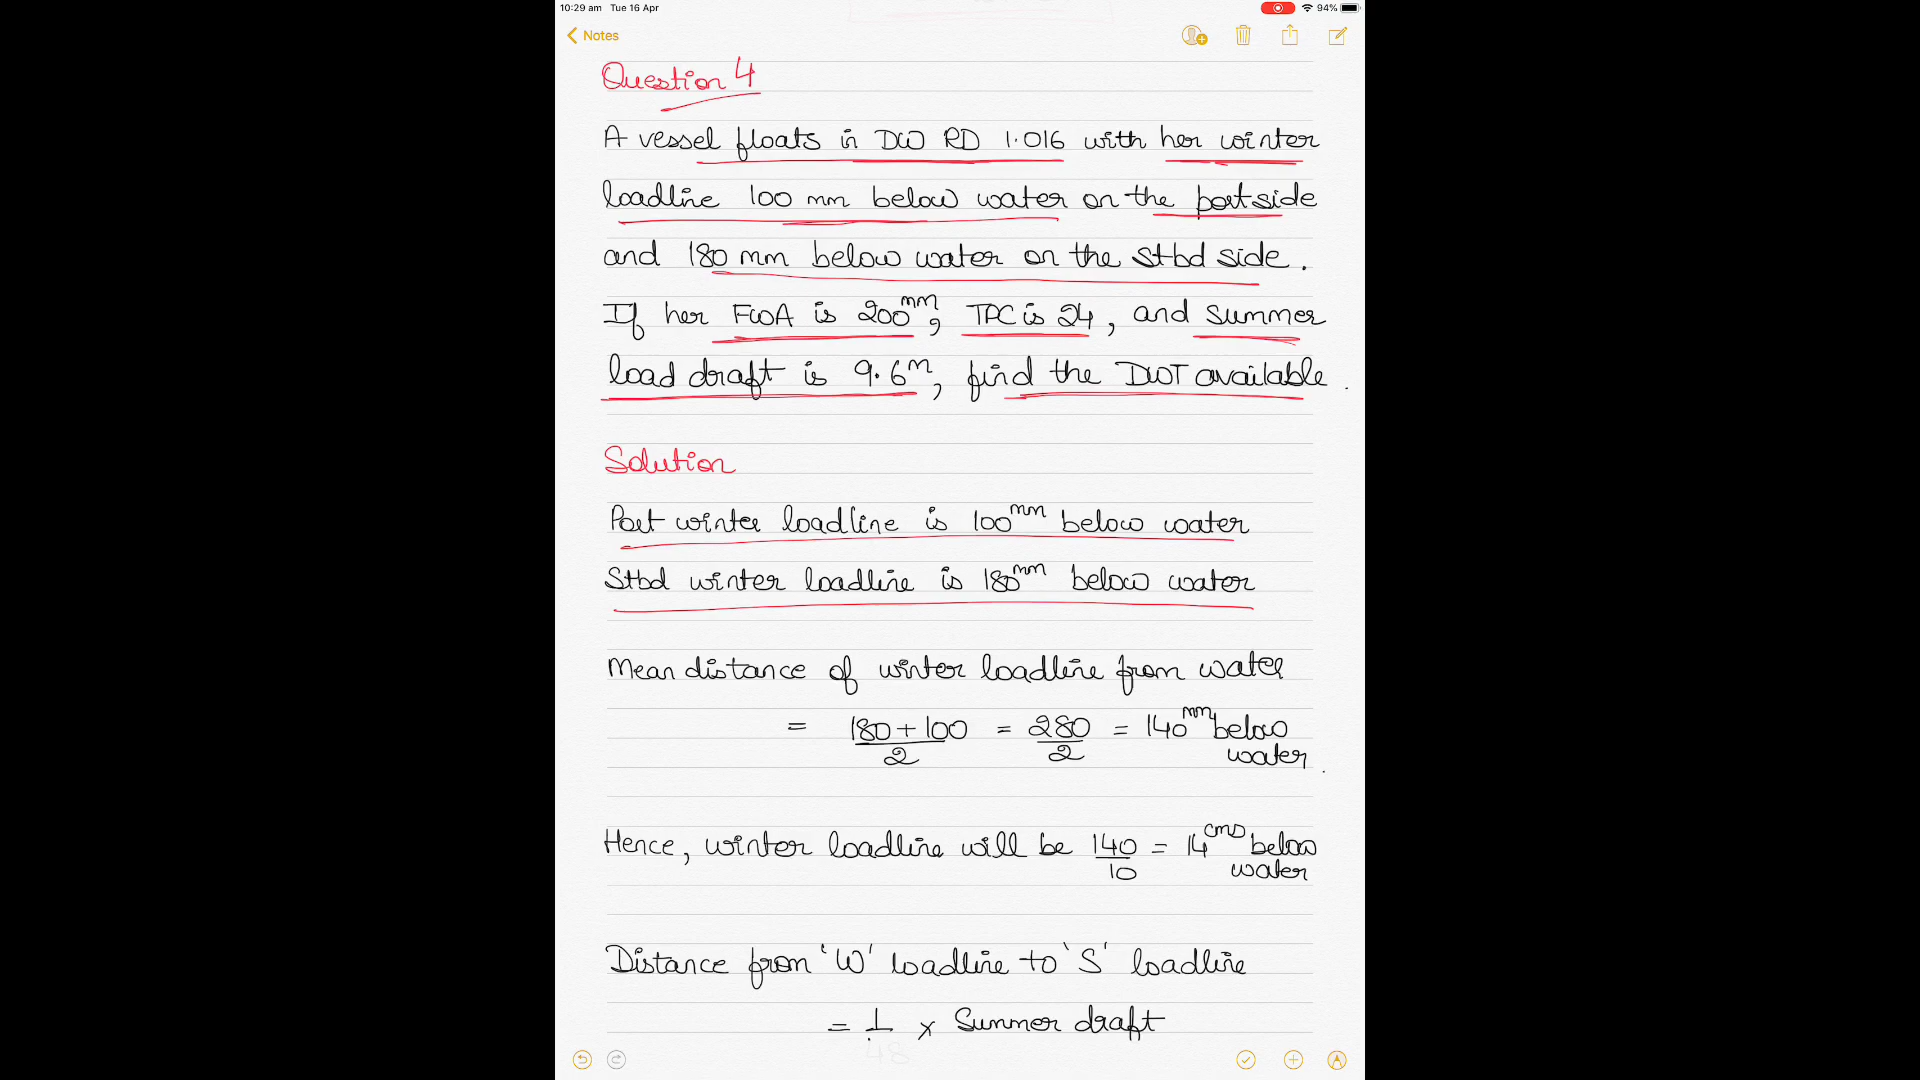 10:29 am Tue 16 Apr
94%
Notes
Question 4
A vessel floats in DW RD 1.016 with her winter
loadline 100 mm below water on the port side
and 180 mm below water on the stbd side.
If her FWA is 200mm, TPC is 24, and summer
load draft is 9.6m, find the DWT available.
Solution
Port winter loadline is 100mm below water
Stbd winter loadline is 180mm below water
Mean distance of winter loadline from water
= 180+100/2 = 280/2 = 140mm below
water.
Hence, winter loadline will be 140/10 = 14cms below
water
Distance from 'W' loadline to 'S' loadline
= 1/48 x Summer draft